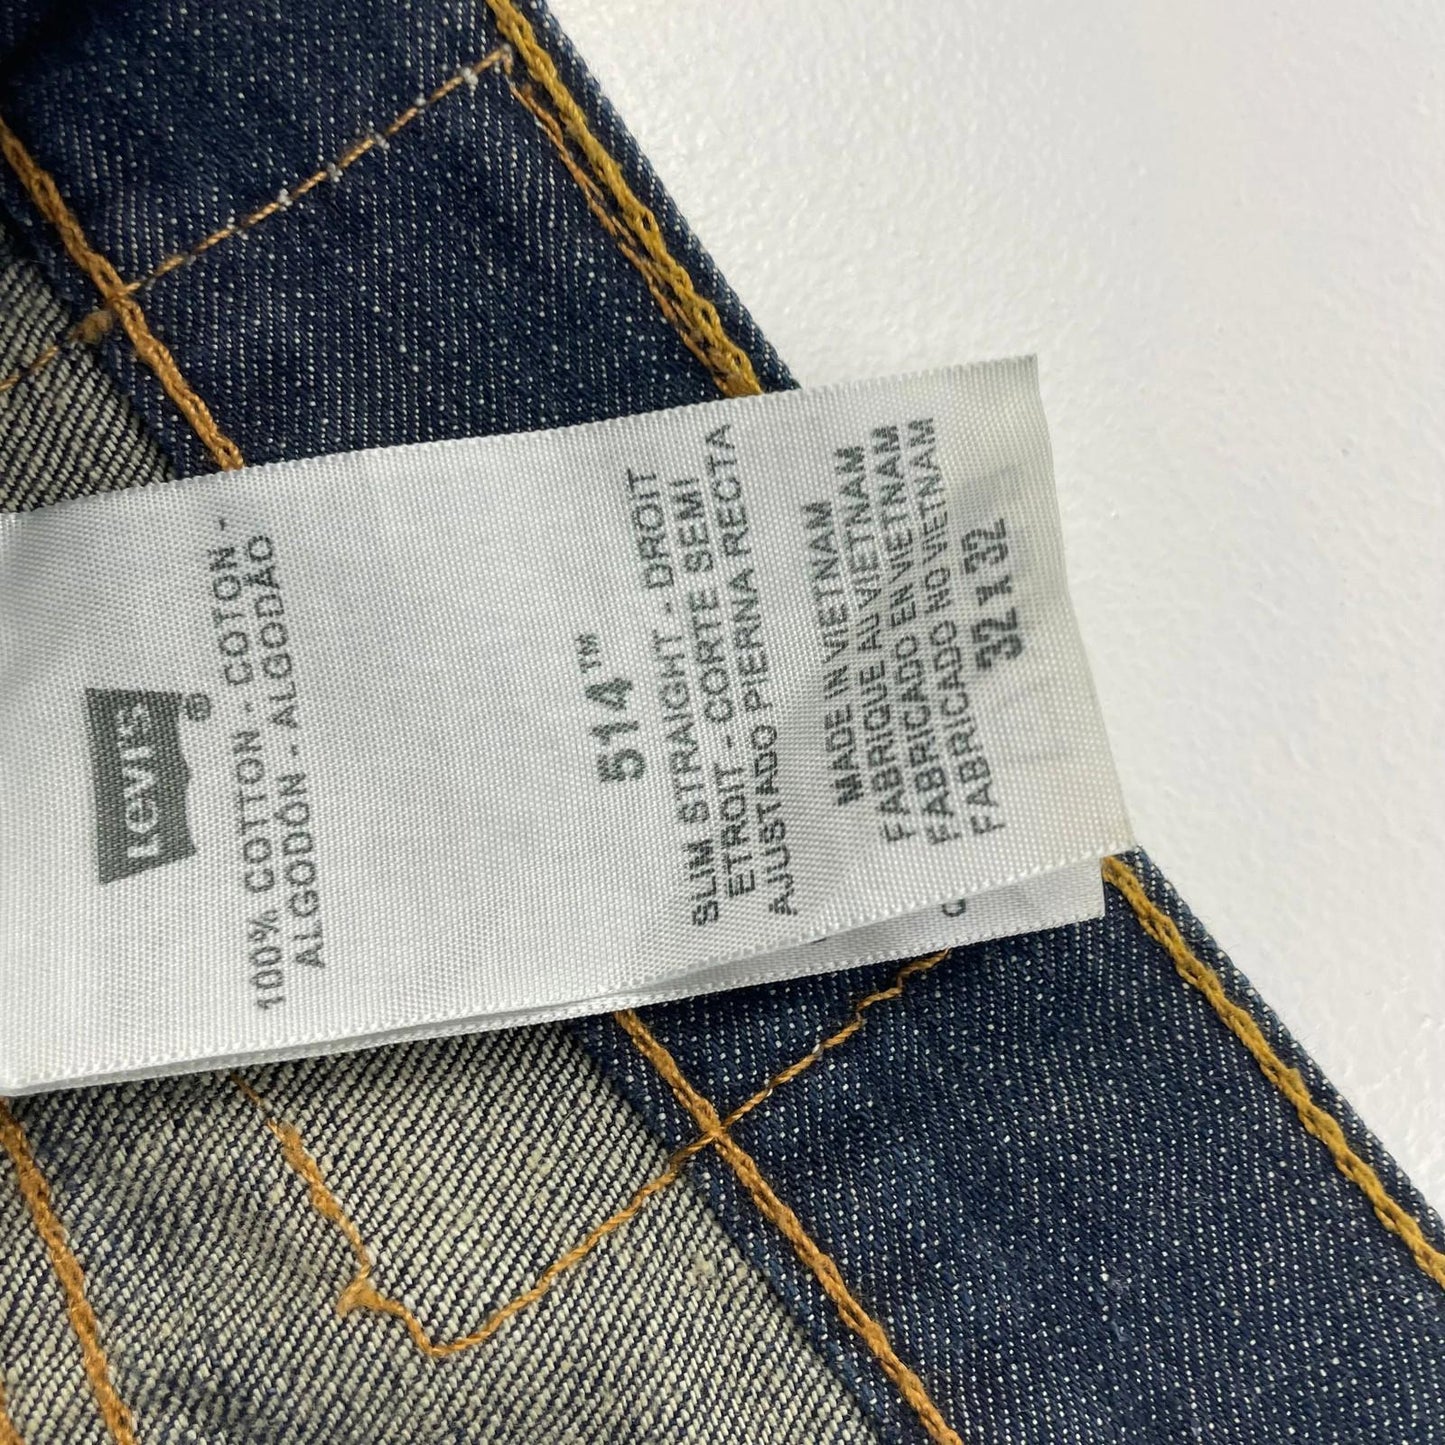 LEVI'S®
100% COTTON - COTON -
ALGODÓN - ALGODÃO
514™
SLIM STRAIGHT - DROIT
ETROIT - CORTE SEMI
AJUSTADO PIERNA RECTA
MADE IN VIETNAM
FABRIQUE AU VIETNAM
FABRICADO EN VIETNAM
FABRICADO NO VIETNAM
32 X 32